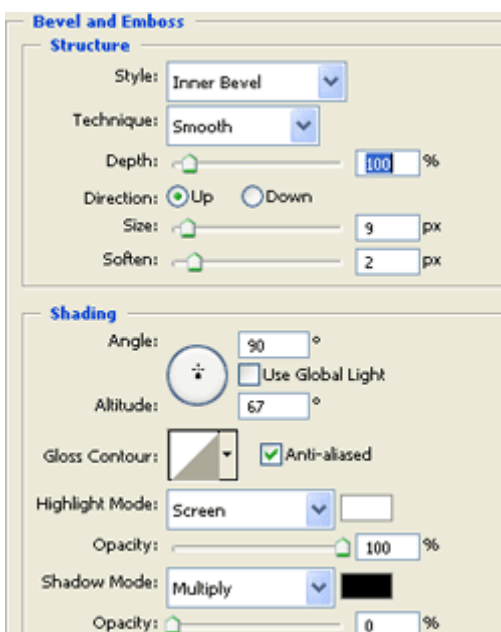 Bevel and Emboss
Structure
Style: Inner Bevel
Technique: Smooth
Depth: 100 %
Direction: Up Down
Size: 9 px
Soften: 2 px
Shading
Angle: 90 °
Use Global Light
Altitude: 67 °
Gloss Contour: Anti-aliased
Highlight Mode: Screen
Opacity: 100 %
Shadow Mode: Multiply
Opacity: 0 %